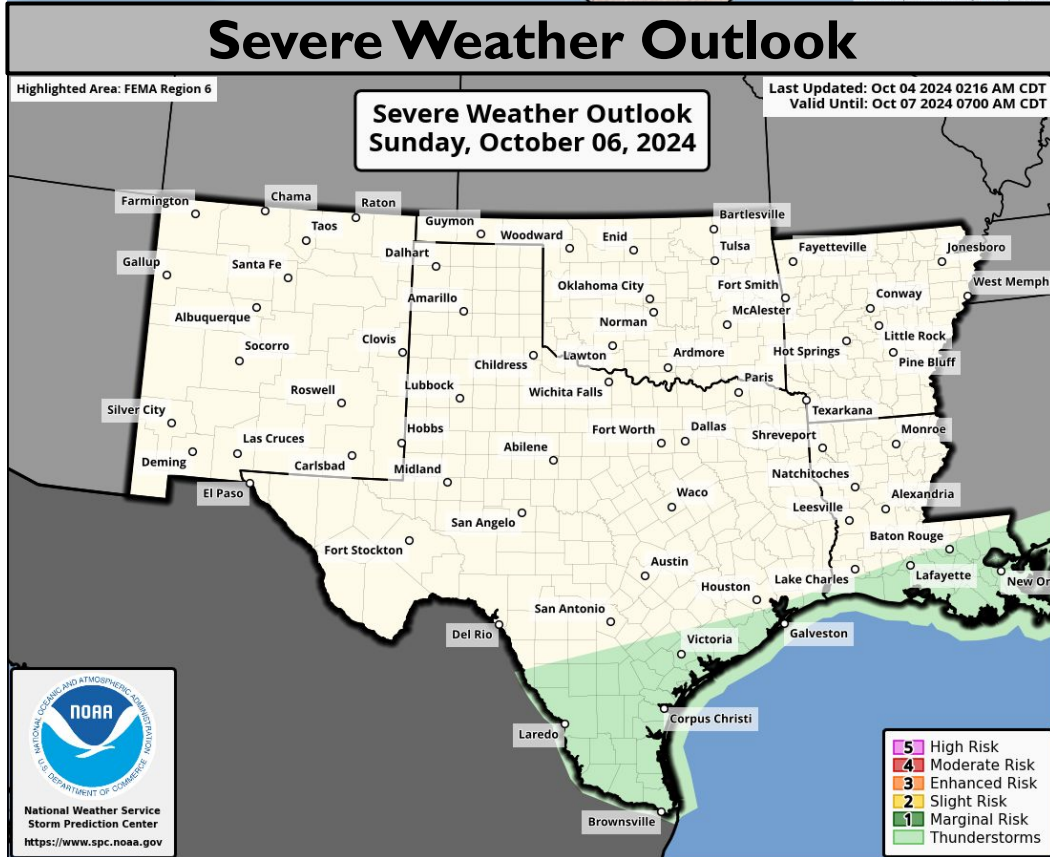 Severe Weather Outlook
Highlighted Area: FEMA Region 6
Last Updated: Oct 04 2024 0216 AM CDT
Valid Until: Oct 07 2024 0700 AM CDT
Severe Weather Outlook
Sunday, October 06, 2024
Farmington
Chama
Raton
Taos
Guymon
Woodward
Enid
Bartlesville
Tulsa
Fayetteville
Jonesboro
Gallup
Santa Fe
Dalhart
Oklahoma City
Fort Smith
West Memph
Albuquerque
Amarillo
Norman
McAlester
Conway
Little Rock
Socorro
Clovis
Childress
Lawton
Ardmore
Hot Springs
Pine Bluff
Roswell
Lubbock
Wichita Falls
Paris
Texarkana
Silver City
Las Cruces
Hobbs
Abilene
Fort Worth
Dallas
Shreveport
Monroe
Deming
Carlsbad
Midland
Natchitoches
El Paso
San Angelo
Waco
Leesville
Alexandria
Fort Stockton
Baton Rouge
Austin
Houston
Lake Charles
Lafayette
New Or
San Antonio
Del Rio
Victoria
Galveston
Laredo
Corpus Christi
Brownsville
NATIONAL OCEANIC AND ATMOSPHERIC ADMINISTRATION
NOAA
U.S. DEPARTMENT OF COMMERCE
National Weather Service
Storm Prediction Center
https://www.spc.noaa.gov
5 High Risk
4 Moderate Risk
3 Enhanced Risk
2 Slight Risk
1 Marginal Risk
Thunderstorms